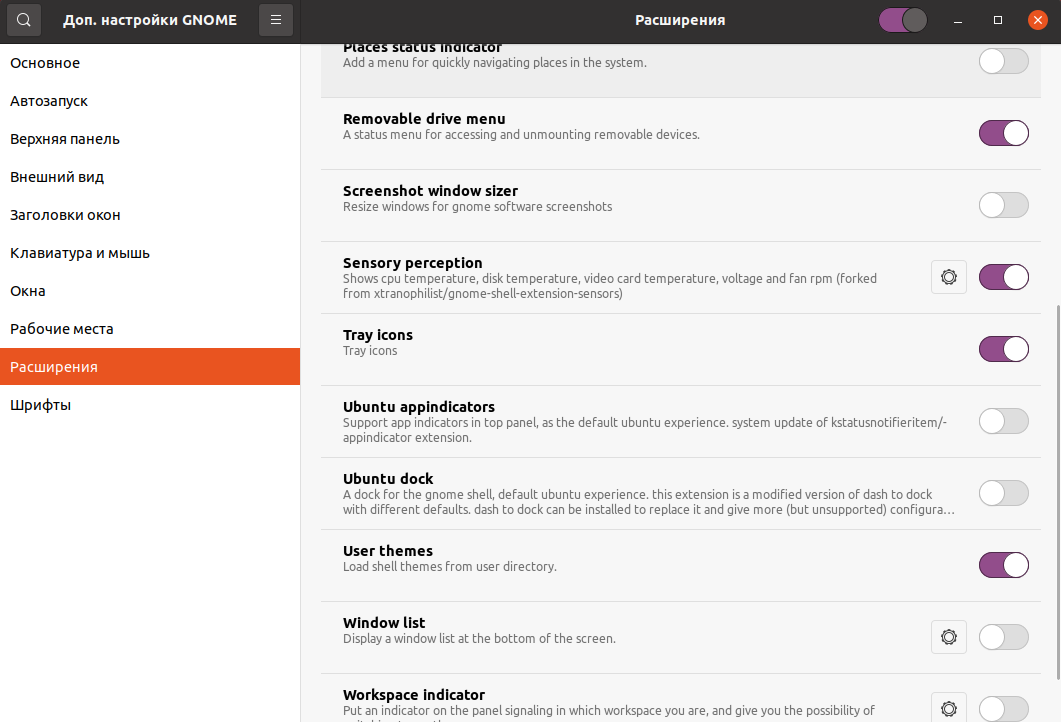 Доп. настройки GNOME
Расширения
Основное
Автозапуск
Верхняя панель
Внешний вид
Заголовки окон
Клавиатура и мышь
Окна
Рабочие места
Расширения
Шрифты
Places status indicator
Add a menu for quickly navigating places in the system.
Removable drive menu
A status menu for accessing and unmounting removable devices.
Screenshot window sizer
Resize windows for gnome software screenshots
Sensory perception
Shows cpu temperature, disk temperature, video card temperature, voltage and fan rpm (forked
from xtranophilist/gnome-shell-extension-sensors)
Tray icons
Tray icons
Ubuntu appindicators
Support app indicators in top panel, as the default ubuntu experience. system update of kstatusnotifieritem/-
appindicator extension.
Ubuntu dock
A dock for the gnome shell, default ubuntu experience. this extension is a modified version of dash to dock
with different defaults. dash to dock can be installed to replace it and give more (but unsupported) configura…
User themes
Load shell themes from user directory.
Window list
Display a window list at the bottom of the screen.
Workspace indicator
Put an indicator on the panel signaling in which workspace you are, and give you the possibility of